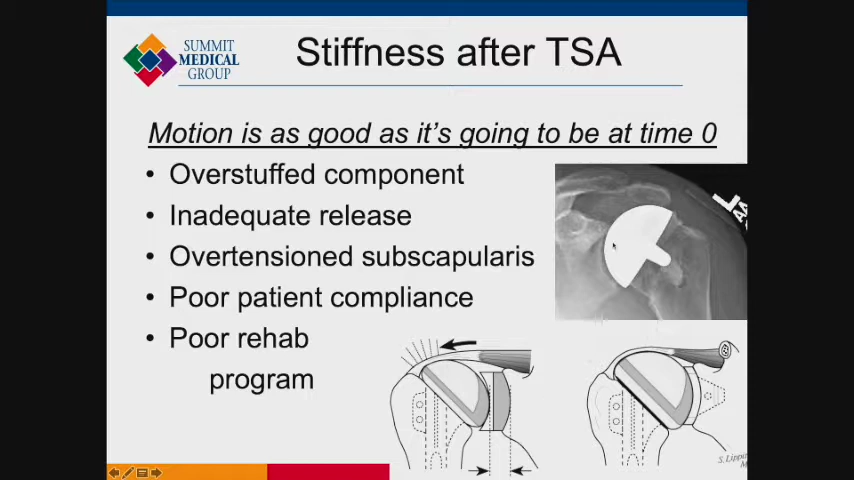 SUMMIT
MEDICAL
GROUP
Stiffness after TSA
Motion is as good as it's going to be at time 0
• Overstuffed component
• Inadequate release
• Overtensioned subscapularis
• Poor patient compliance
• Poor rehab
program
L
S. Lippi